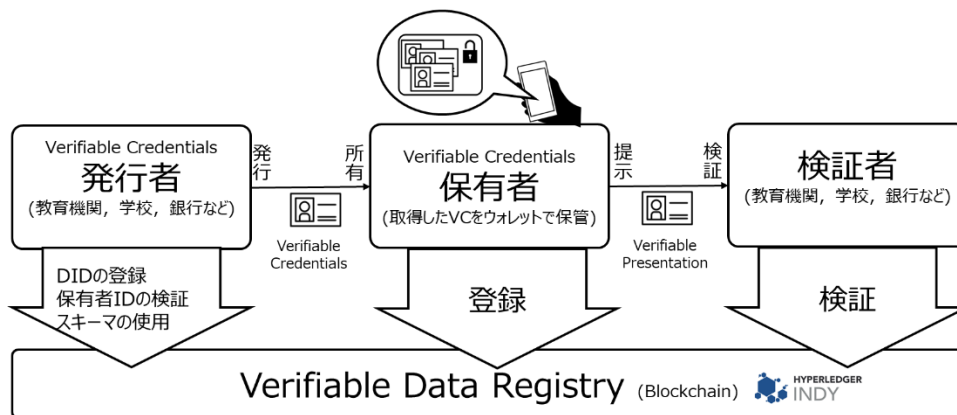 Verifiable Credentials
発行者
(教育機関，学校，銀行など)
発行
所有
Verifiable
Credentials
Verifiable Credentials
保有者
(取得したVCをウォレットで保管)
提示
検証
Verifiable
Presentation
検証者
(教育機関，学校，銀行など)
DIDの登録
保有者IDの検証
スキーマの使用
登録
検証
Verifiable Data Registry (Blockchain) HYPERLEDGER
INDY